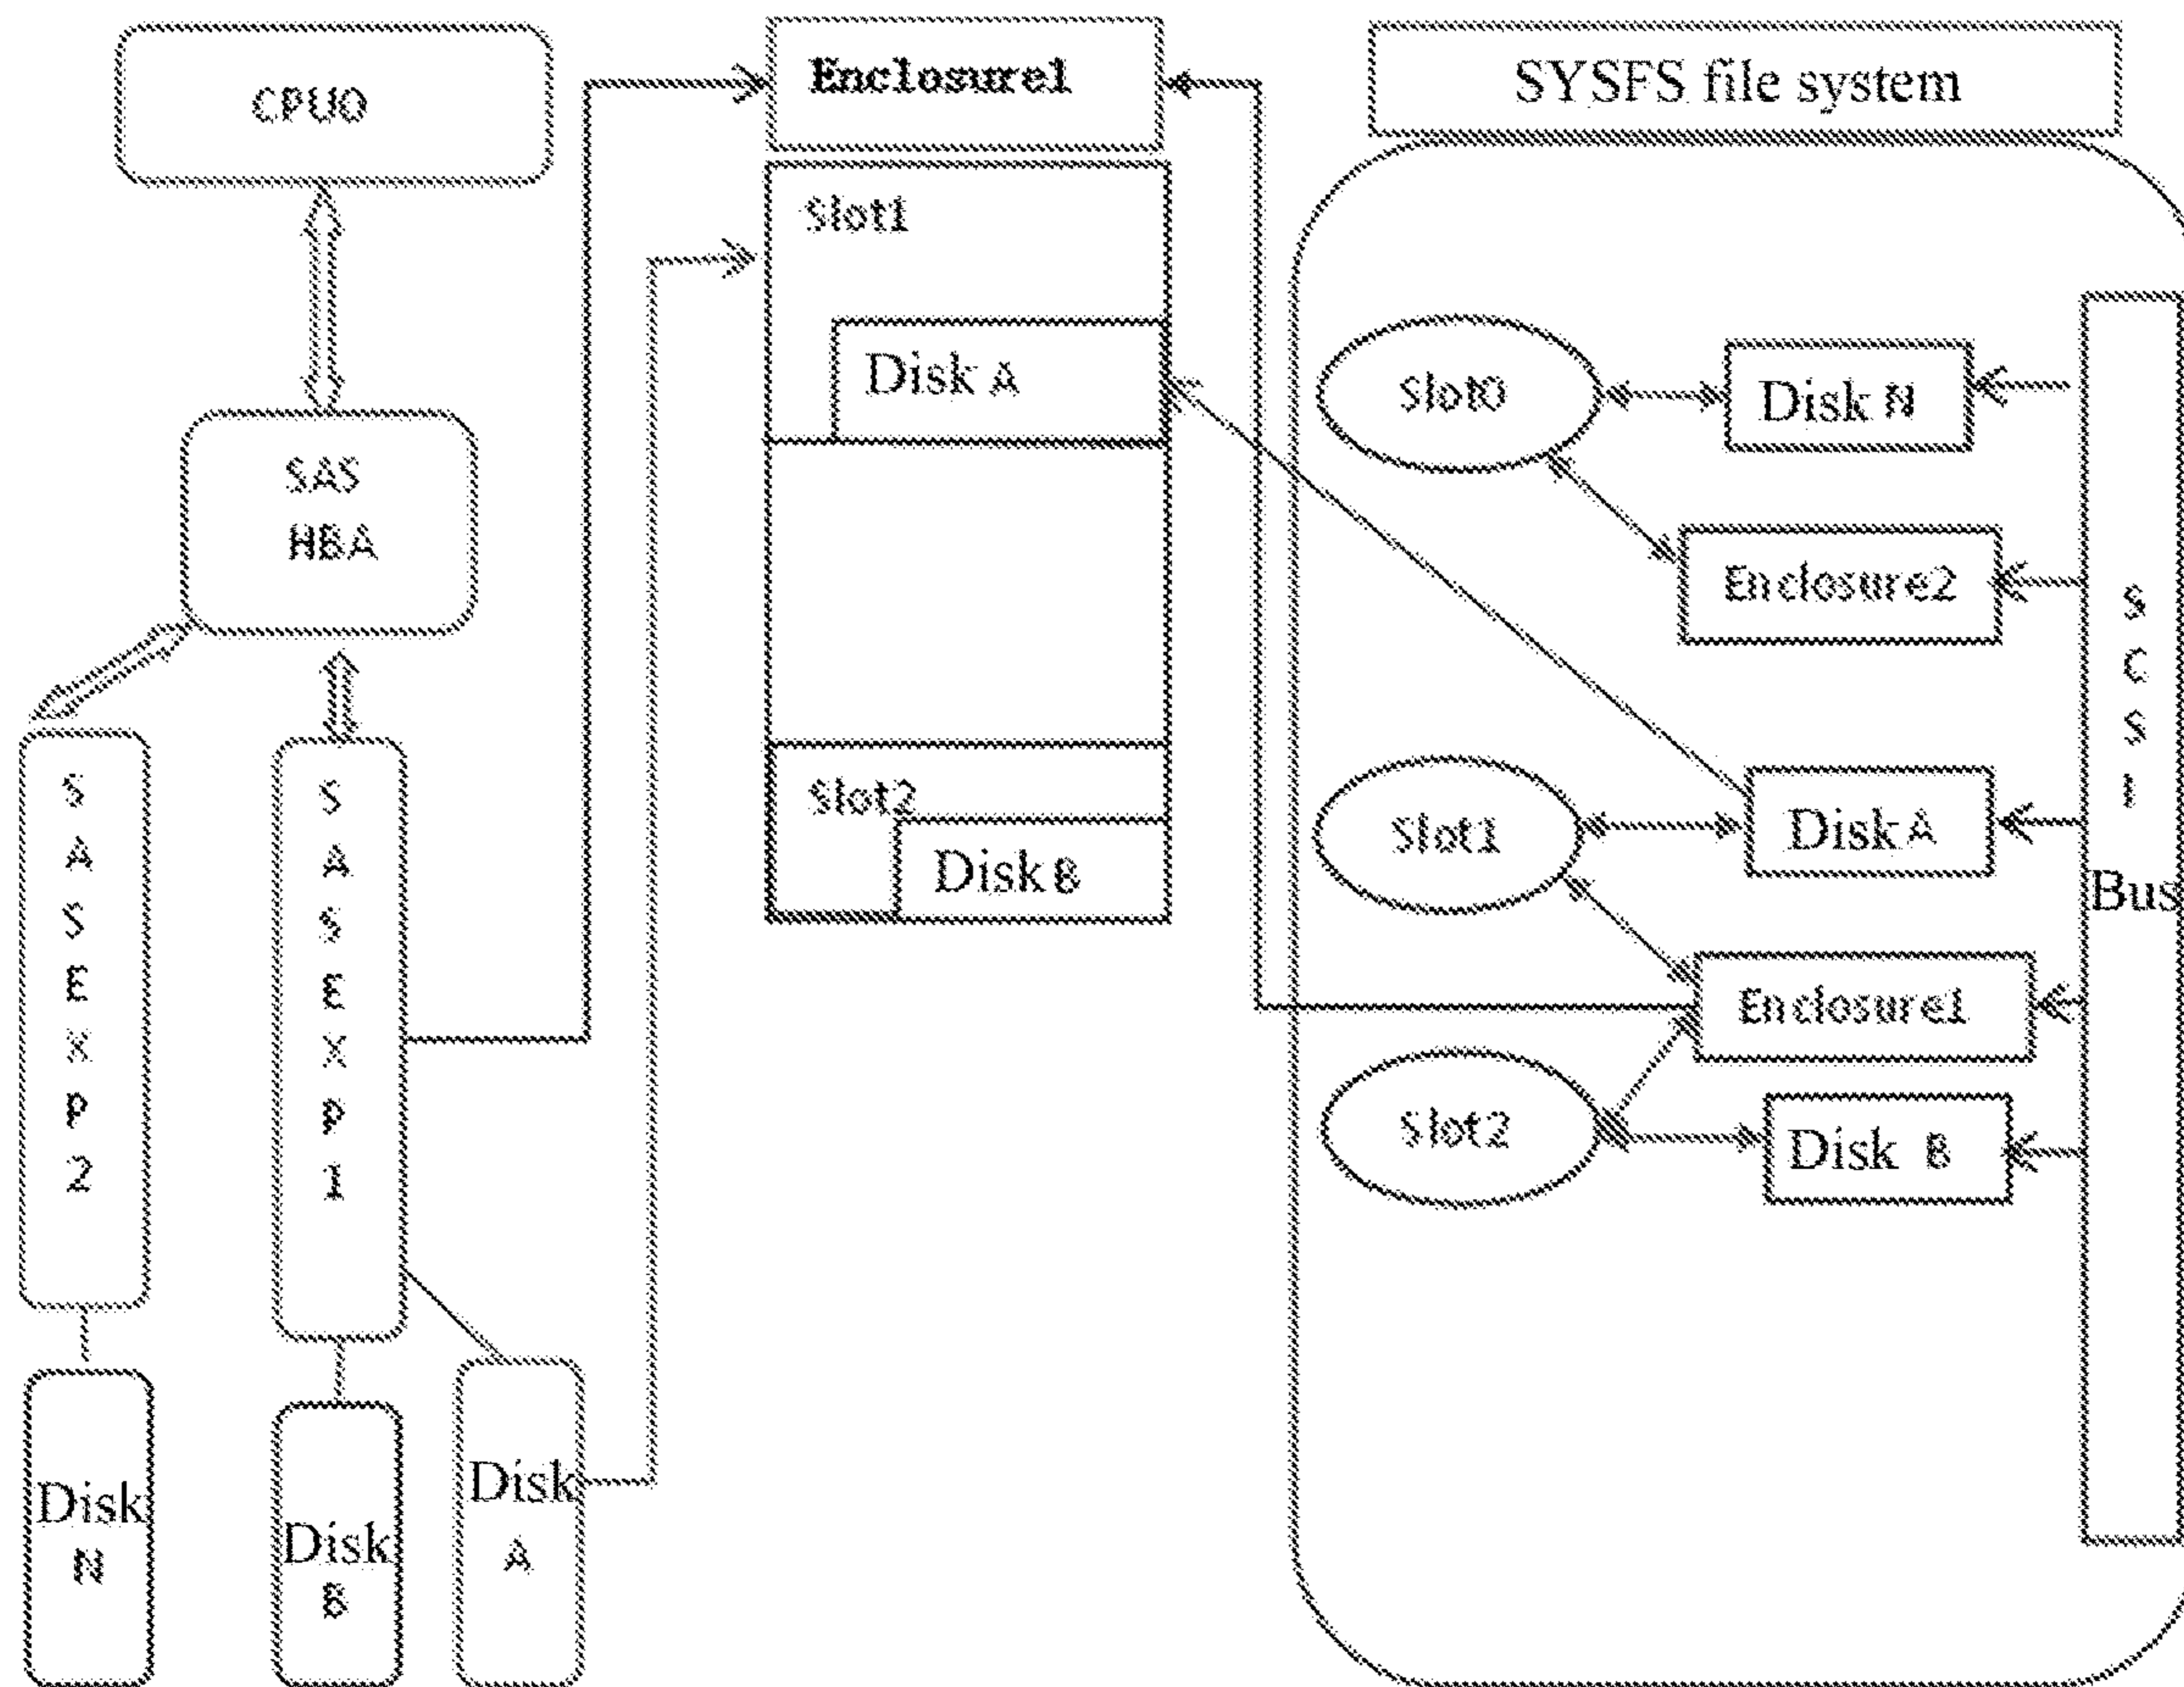 CPU0
SAS
HBA
S
A
S
E
X
P
2
S
A
S
E
X
P
1
Disk
N
Disk
B
Disk
A
Enclosure1
Slot1
Disk A
Slot2
Disk B
SYSFS file system
Slot0
Disk N
Enclosure2
Slot1
Disk A
Enclosure1
Slot2
Disk B
S
C
S
I
Bus